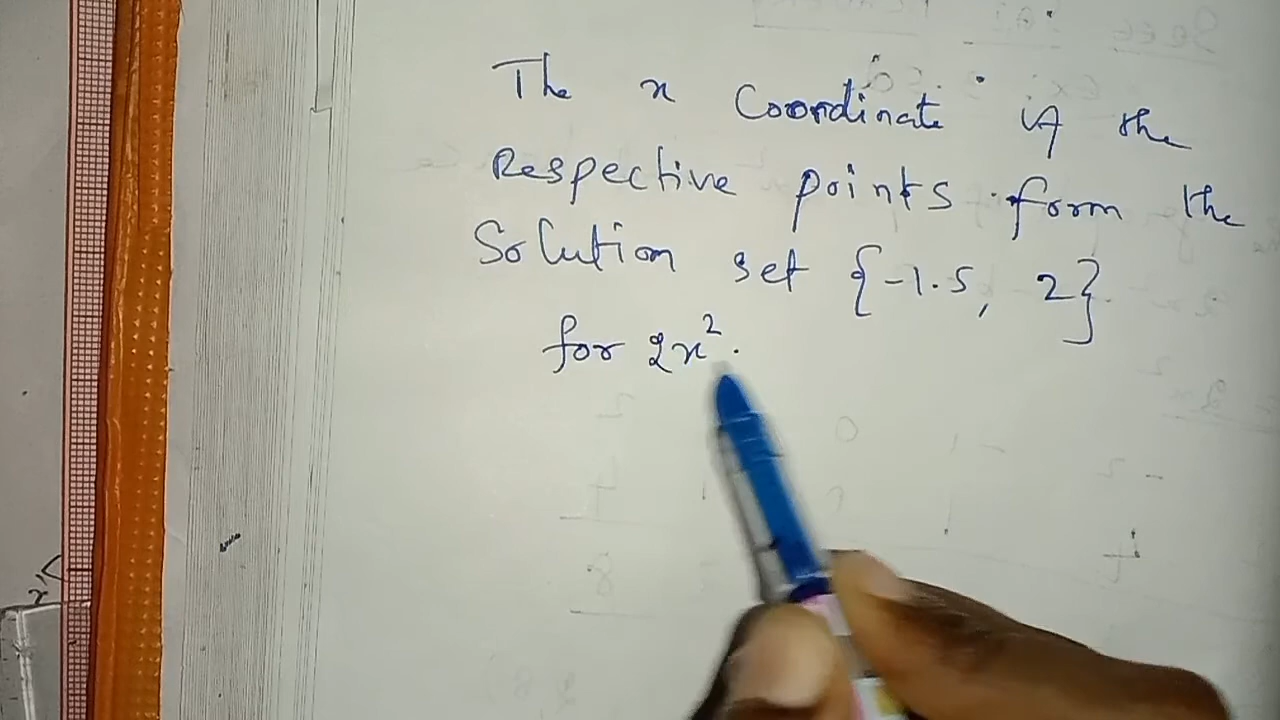 The x Coordinate of the
Respective points form the
Solution set {-1.5, 2}
for 2x².